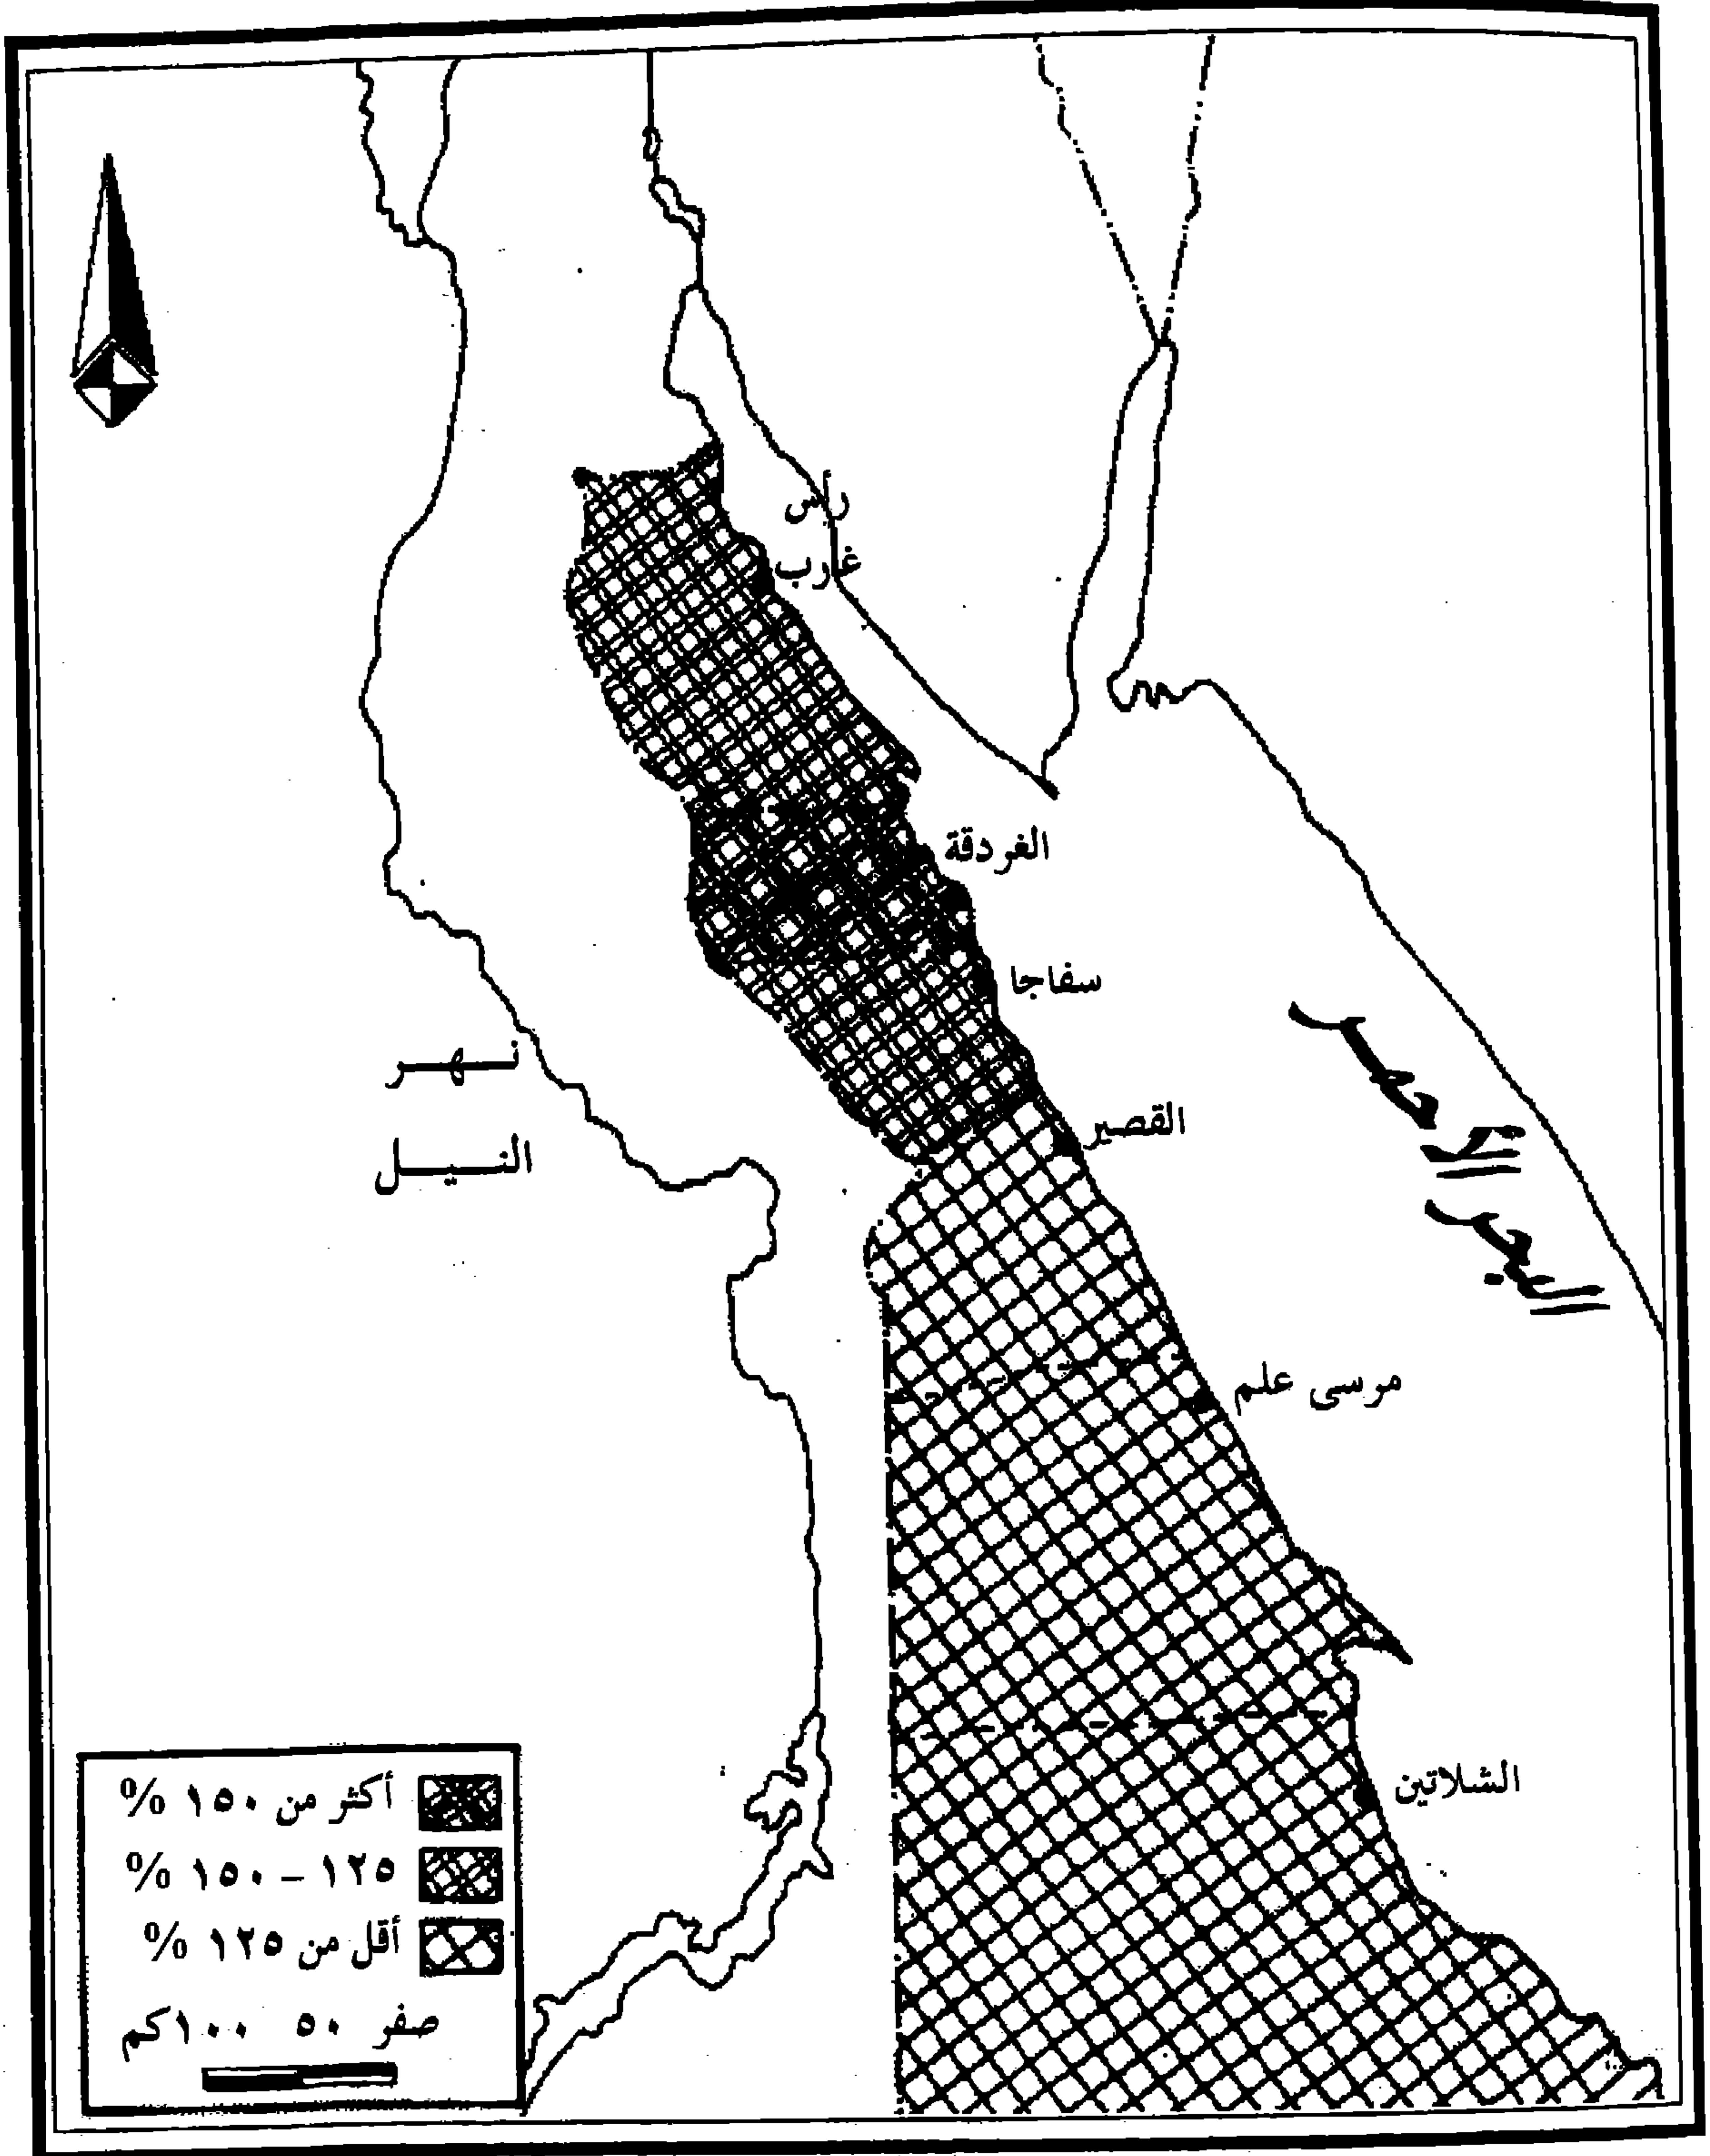 رأس
غارب
الغردقة
سفاجا
نهر
النيل
القصير
البحر الأحمر
موسى علم
الشلاتين
أكثر من ١٥٠ %
١٢٥ – ١٥٠ %
أقل من ١٢٥ %
صفر ٥٠ ١٠٠كم